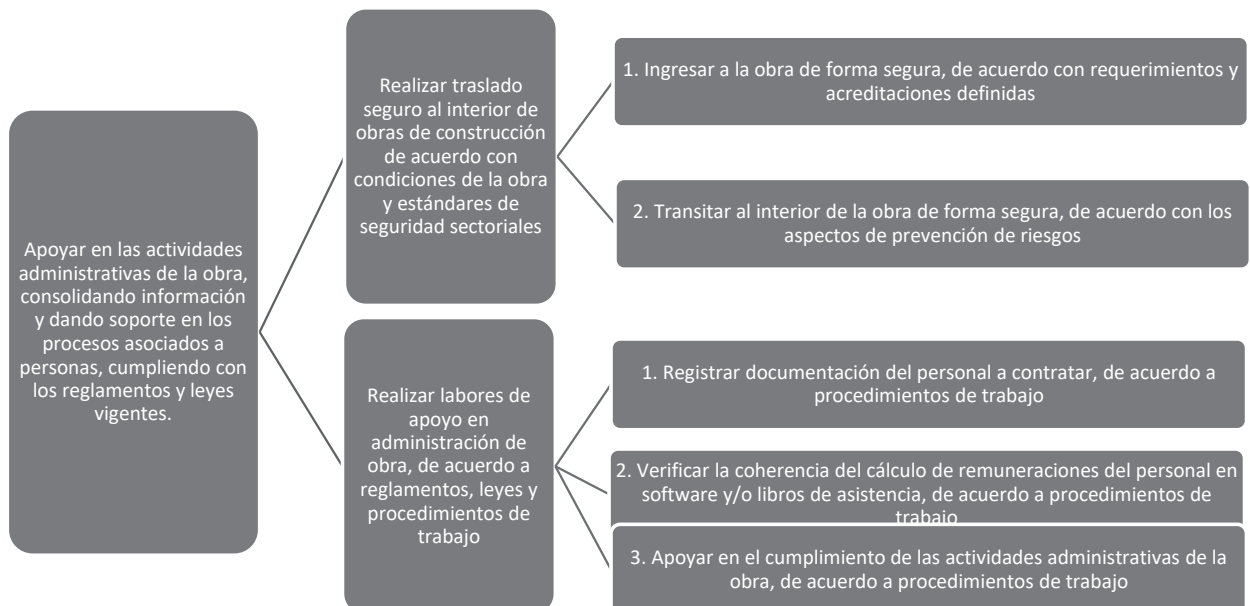 Apoyar en las actividades
administrativas de la obra,
consolidando información
y dando soporte en los
procesos asociados a
personas, cumpliendo con
los reglamentos y leyes
vigentes.
Realizar traslado
seguro al interior de
obras de construcción
de acuerdo con
condiciones de la obra
y estándares de
seguridad sectoriales
1. Ingresar a la obra de forma segura, de acuerdo con requerimientos y
acreditaciones definidas
2. Transitar al interior de la obra de forma segura, de acuerdo con los
aspectos de prevención de riesgos
Realizar labores de
apoyo en
administración de
obra, de acuerdo a
reglamentos, leyes y
procedimientos de
trabajo
1. Registrar documentación del personal a contratar, de acuerdo a
procedimientos de trabajo
2. Verificar la coherencia del cálculo de remuneraciones del personal en
software y/o libros de asistencia, de acuerdo a procedimientos de
trabajo
3. Apoyar en el cumplimiento de las actividades administrativas de la
obra, de acuerdo a procedimientos de trabajo